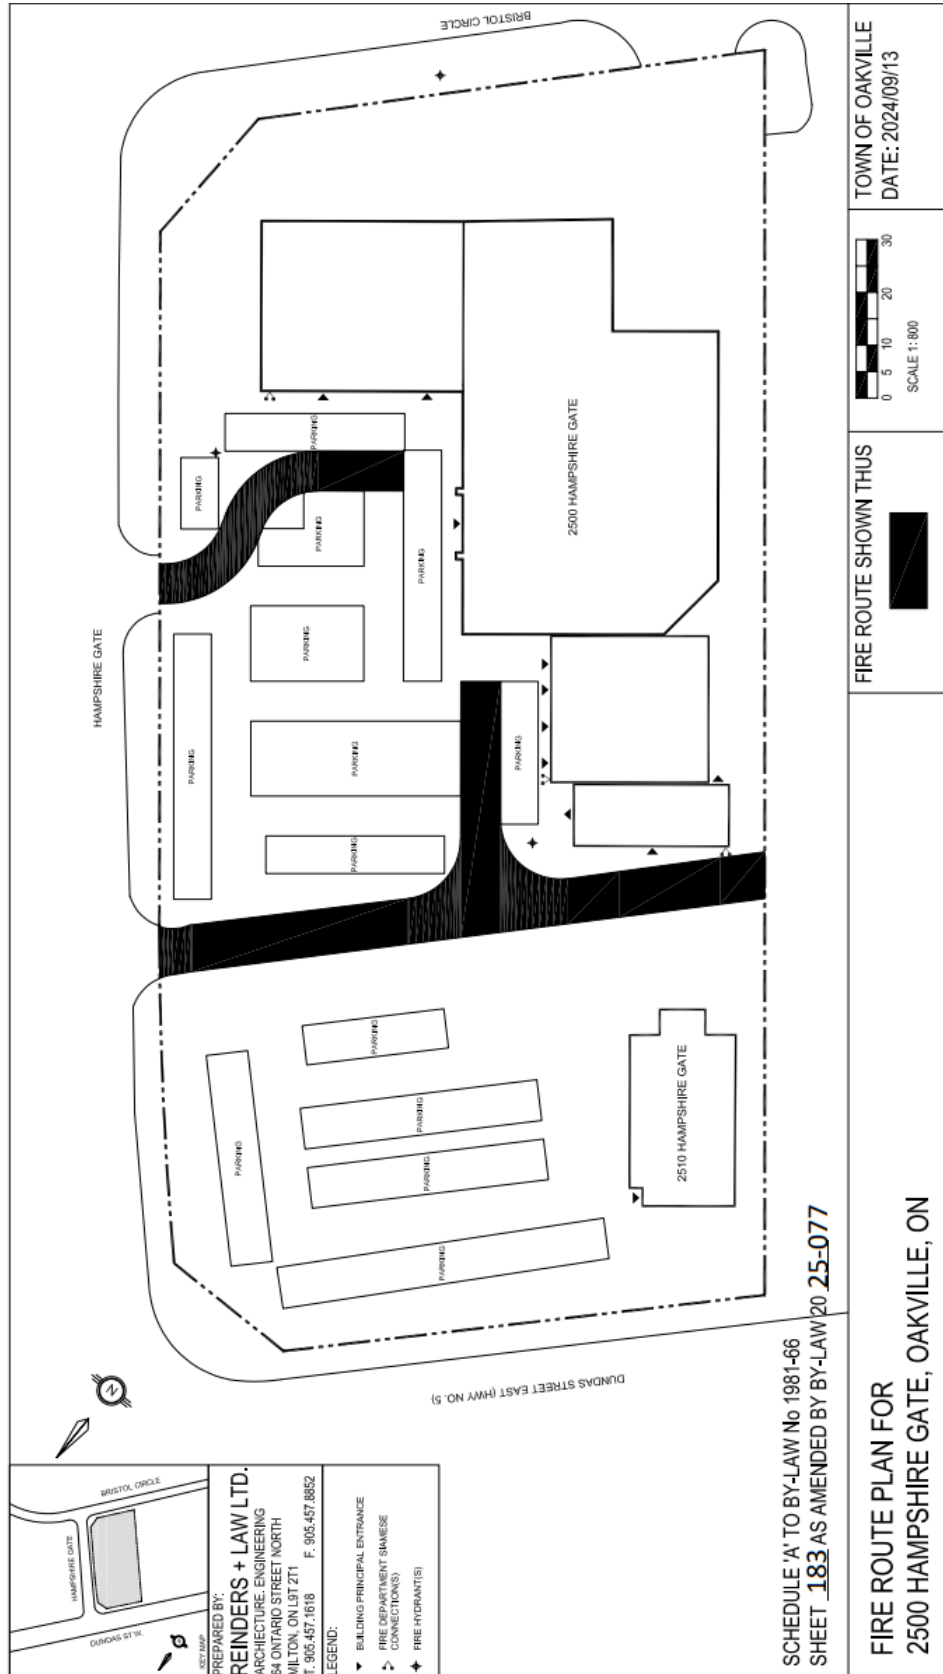 BRISTOL CIRCLE
HAMPSHIRE GATE
PARKING
PARKING
PARKING
PARKING
PARKING
PARKING
PARKING
PARKING
PARKING
2500 HAMPSHIRE GATE
PARKING
PARKING
PARKING
PARKING
PARKING
PARKING
2510 HAMPSHIRE GATE
DUNDAS STREET EAST (HWY NO. 5)
N
BRISTOL CIRCLE
HAMPSHIRE GATE
DUNDAS ST W.
KEY MAP
PREPARED BY:
REINDERS + LAW LTD.
ARCHIECTURE. ENGINEERING
64 ONTARIO STREET NORTH
MILTON, ON L9T 2T1
T. 905.457.1618 F. 905.457.8852
LEGEND:
BUILDING PRINCIPAL ENTRANCE
FIRE DEPARTMENT SIAMESE
CONNECTION(S)
FIRE HYDRANT(S)
SCHEDULE 'A' TO BY-LAW No 1981-66
SHEET 183 AS AMENDED BY BY-LAW 20 25-077
FIRE ROUTE PLAN FOR
2500 HAMPSHIRE GATE, OAKVILLE, ON
FIRE ROUTE SHOWN THUS
0 5 10 20 30
SCALE 1: 800
TOWN OF OAKVILLE
DATE: 2024/09/13